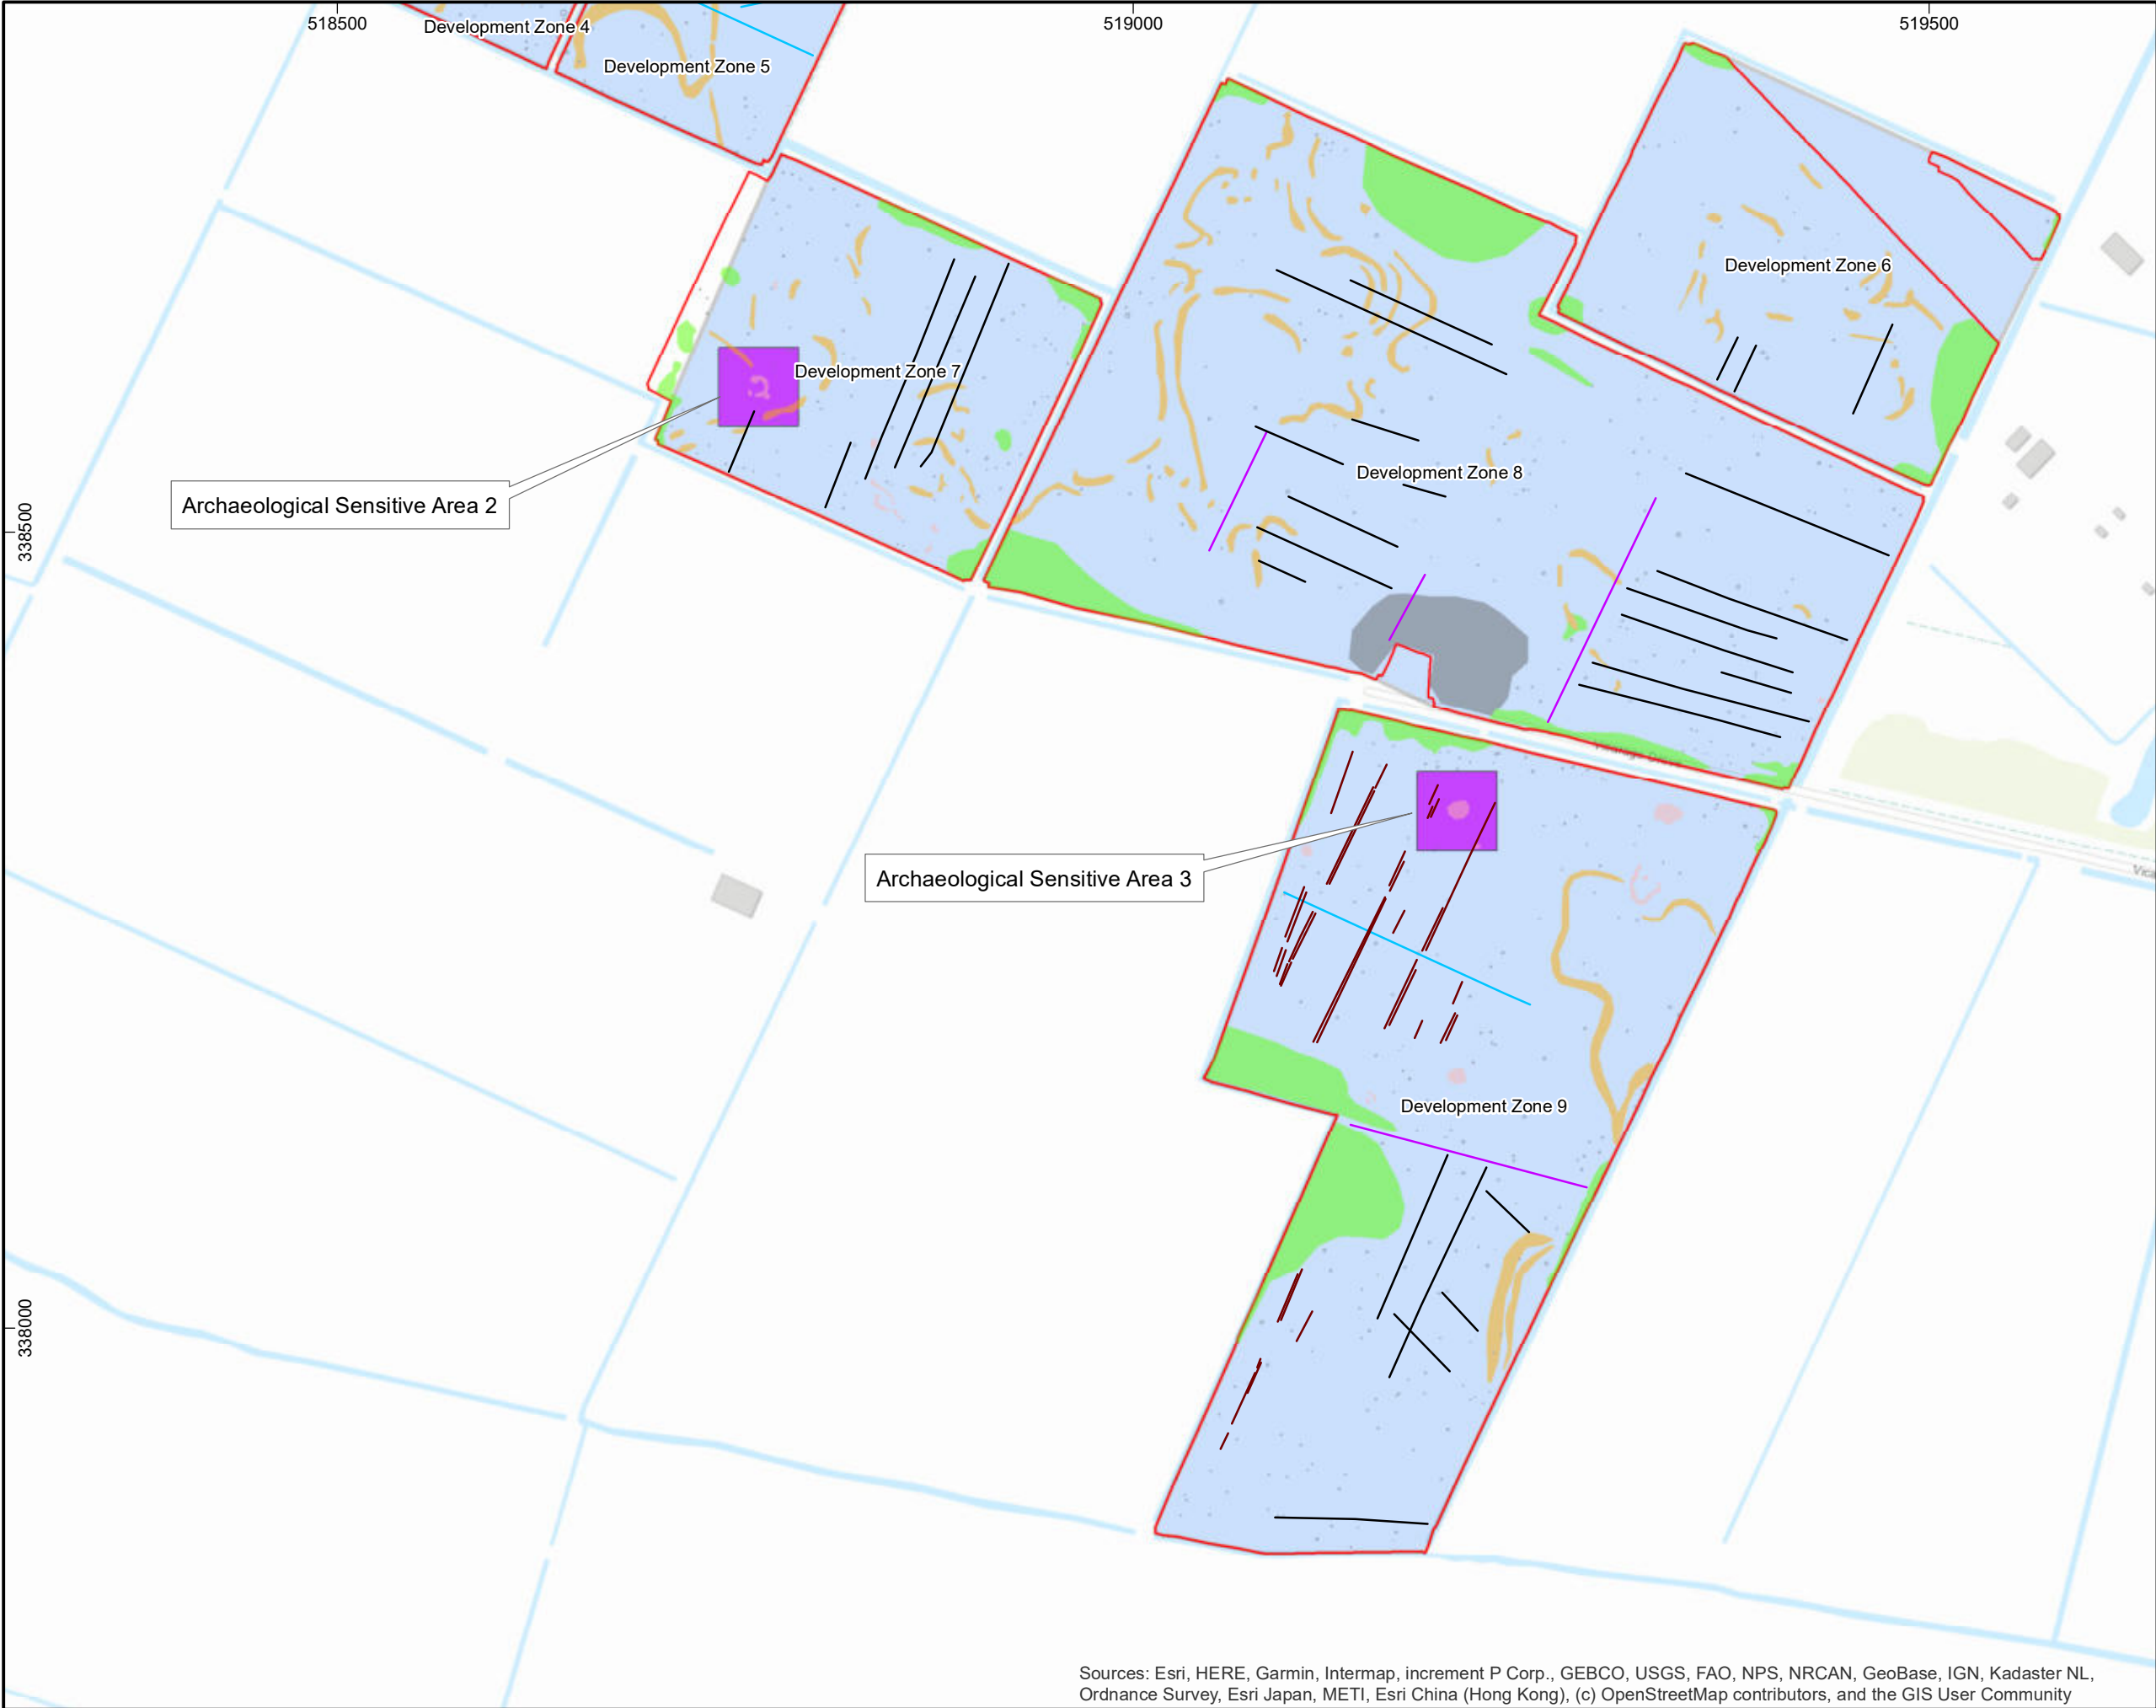 518500
519000
519500
Development Zone 4
Development Zone 5
Development Zone 6
Development Zone 7
Development Zone 8
338500
Archaeological Sensitive Area 2
Vicarage Drove
Archaeological Sensitive Area 3
Vica
Development Zone 9
338000
Sources: Esri, HERE, Garmin, Intermap, increment P Corp., GEBCO, USGS, FAO, NPS, NRCAN, GeoBase, IGN, Kadaster NL,
Ordnance Survey, Esri Japan, METI, Esri China (Hong Kong), (c) OpenStreetMap contributors, and the GIS User Community